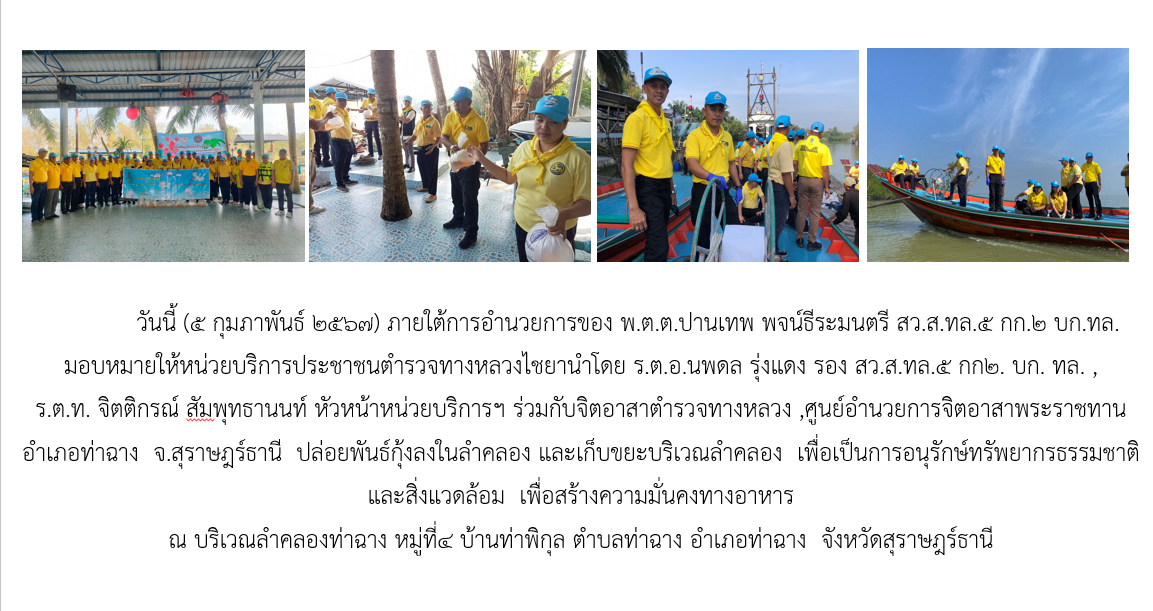 วันนี้ (๕ กุมภาพันธ์ ๒๕๖๗) ภายใต้การอำนวยการของ พ.ต.ต.ปานเทพ พจน์ธีระมนตรี สว.ส.ทล.๕ กก.๒ บก.ทล.
มอบหมายให้หน่วยบริการประชาชนตำรวจทางหลวงไชยานำโดย ร.ต.อ.นพดล รุ่งแดง รอง สว.ส.ทล.๕ กก๒. บก. ทล. ,
ร.ต.ท. จิตติกรณ์ สัมพุทธานนท์ หัวหน้าหน่วยบริการฯ ร่วมกับจิตอาสาตำรวจทางหลวง ,ศูนย์อำนวยการจิตอาสาพระราชทาน
อำเภอท่าฉาง จ.สุราษฎร์ธานี ปล่อยพันธ์กุ้งลงในลำคลอง และเก็บขยะบริเวณลำคลอง เพื่อเป็นการอนุรักษ์ทรัพยากรธรรมชาติ
และสิ่งแวดล้อม เพื่อสร้างความมั่นคงทางอาหาร
ณ บริเวณลำคลองท่าฉาง หมู่ที่๔ บ้านท่าพิกุล ตำบลท่าฉาง อำเภอท่าฉาง จังหวัดสุราษฎร์ธานี